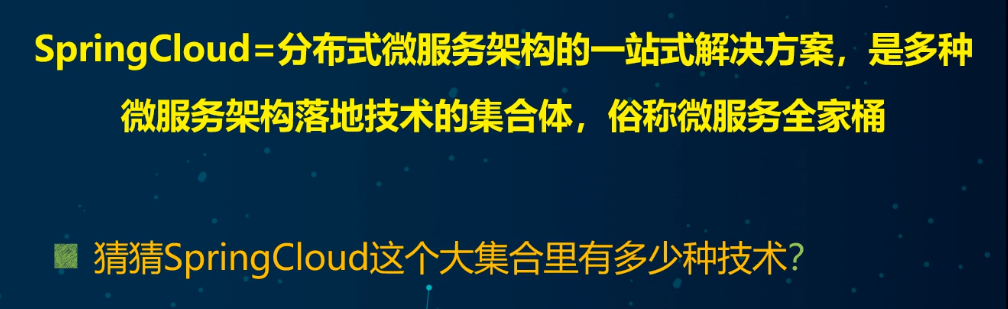 SpringCloud=分布式微服务架构的一站式解决方案，是多种
微服务架构落地技术的集合体，俗称微服务全家桶
猜猜SpringCloud这个大集合里有多少种技术?